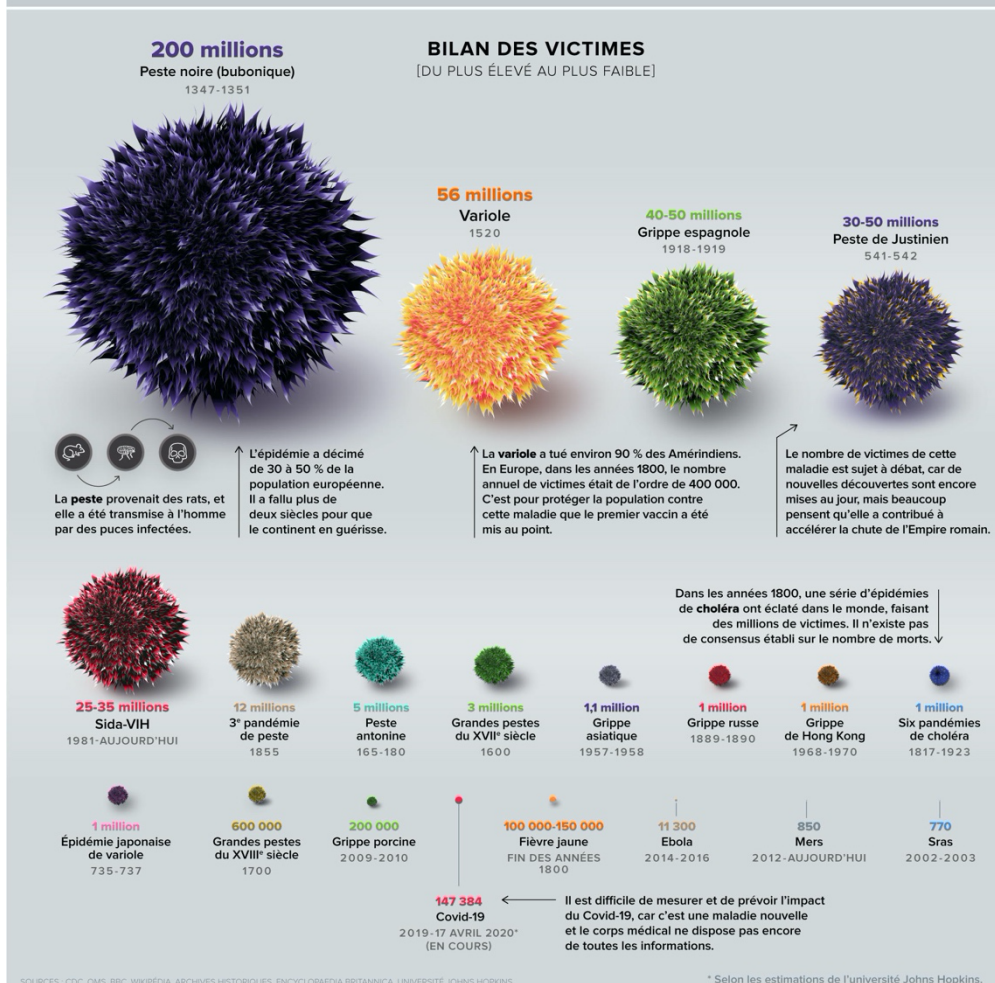 BILAN DES VICTIMES
[DU PLUS ÉLEVÉ AU PLUS FAIBLE]
200 millions
Peste noire (bubonique)
1347-1351
56 millions
Variole
1520
40-50 millions
Grippe espagnole
1918-1919
30-50 millions
Peste de Justinien
541-542
La peste provenait des rats, et
elle a été transmise à l'homme
par des puces infectées.
L'épidémie a décimé
de 30 à 50 % de la
population européenne.
Il a fallu plus de
deux siècles pour que
le continent en guérisse.
La variole a tué environ 90 % des Amérindiens.
En Europe, dans les années 1800, le nombre
annuel de victimes était de l'ordre de 400 000.
C'est pour protéger la population contre
cette maladie que le premier vaccin a été
mis au point.
Le nombre de victimes de cette
maladie est sujet à débat, car de
nouvelles découvertes sont encore
mises au jour, mais beaucoup
pensent qu'elle a contribué à
accélérer la chute de l'Empire romain.
Dans les années 1800, une série d'épidémies
de choléra ont éclaté dans le monde, faisant
des millions de victimes. Il n'existe pas
de consensus établi sur le nombre de morts.
25-35 millions
Sida-VIH
1981-AUJOURD'HUI
12 millions
3e pandémie
de peste
1855
5 millions
Peste
antonine
165-180
3 millions
Grandes pestes
du XVIIe siècle
1600
1,1 million
Grippe
asiatique
1957-1958
1 million
Grippe russe
1889-1890
1 million
Grippe
de Hong Kong
1968-1970
1 million
Six pandémies
de choléra
1817-1923
1 million
Épidémie japonaise
de variole
735-737
600 000
Grandes pestes
du XVIIIe siècle
1700
200 000
Grippe porcine
2009-2010
100 000-150 000
Fièvre jaune
FIN DES ANNÉES
1800
11 300
Ebola
2014-2016
850
Mers
2012-AUJOURD'HUI
770
Sras
2002-2003
147 384
Covid-19
2019-17 AVRIL 2020*
(EN COURS)
Il est difficile de mesurer et de prévoir l'impact
du Covid-19, car c'est une maladie nouvelle
et le corps médical ne dispose pas encore
de toutes les informations.
SOURCES : CDC, OMS, BBC, WIKIPÉDIA, ARCHIVES HISTORIQUES, ENCYCLOPAEDIA BRITANNICA, UNIVERSITÉ JOHNS HOPKINS
* Selon les estimations de l'université Johns Hopkins.